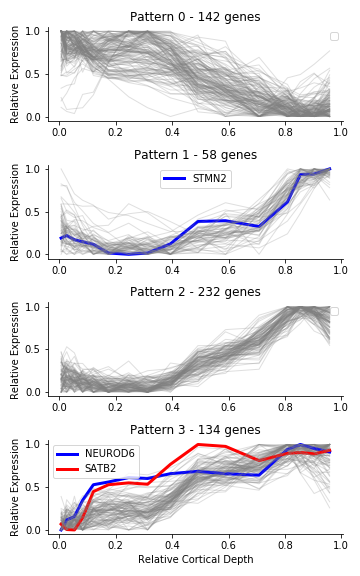 Pattern 0 - 142 genes
Relative Expression
1.0
0.5
0.0
0.0 0.2 0.4 0.6 0.8 1.0
Pattern 1 - 58 genes
Relative Expression
1.0
0.5
0.0
STMN2
0.0 0.2 0.4 0.6 0.8 1.0
Pattern 2 - 232 genes
Relative Expression
1.0
0.5
0.0
0.0 0.2 0.4 0.6 0.8 1.0
Pattern 3 - 134 genes
Relative Expression
1.0
0.5
0.0
NEUROD6
SATB2
0.0 0.2 0.4 0.6 0.8 1.0
Relative Cortical Depth